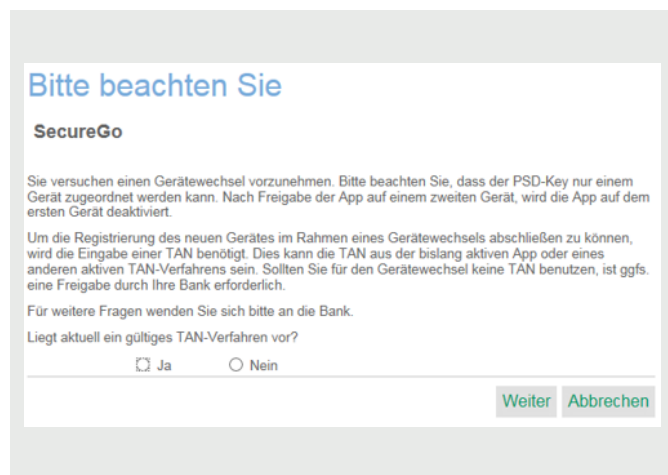 Bitte beachten Sie
SecureGo
Sie versuchen einen Gerätewechsel vorzunehmen. Bitte beachten Sie, dass der PSD-Key nur einem
Gerät zugeordnet werden kann. Nach Freigabe der App auf einem zweiten Gerät, wird die App auf dem
ersten Gerät deaktiviert.
Um die Registrierung des neuen Gerätes im Rahmen eines Gerätewechsels abschließen zu können,
wird die Eingabe einer TAN benötigt. Dies kann die TAN aus der bislang aktiven App oder eines
anderen aktiven TAN-Verfahrens sein. Sollten Sie für den Gerätewechsel keine TAN benutzen, ist ggfs.
eine Freigabe durch Ihre Bank erforderlich.
Für weitere Fragen wenden Sie sich bitte an die Bank.
Liegt aktuell ein gültiges TAN-Verfahren vor?
Ja Nein
Weiter Abbrechen